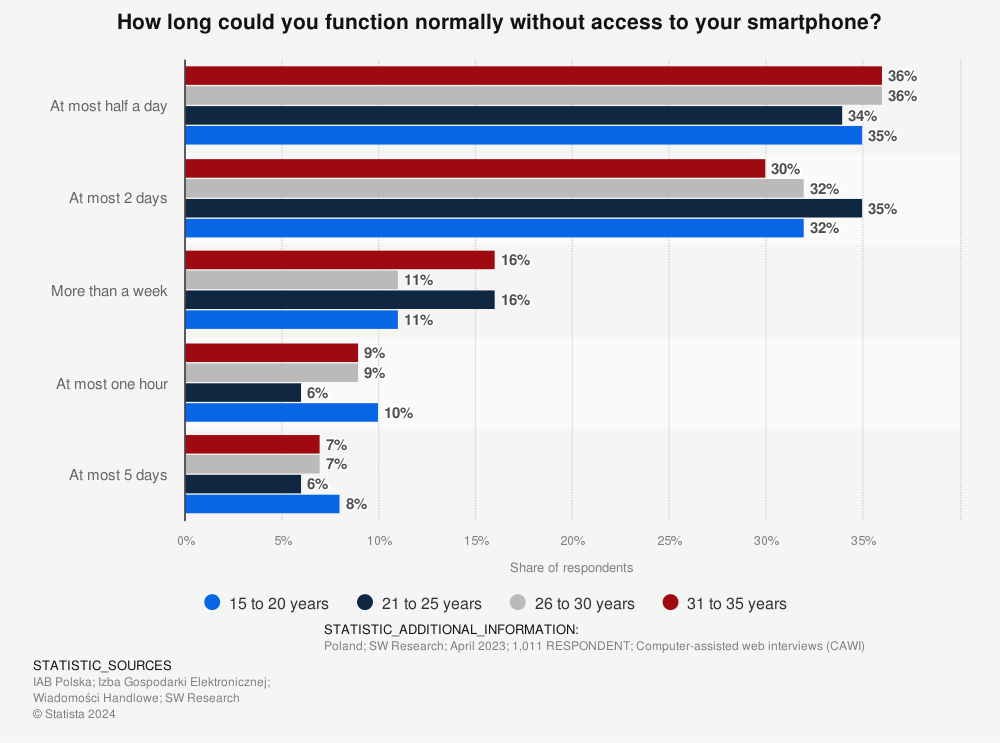 How long could you function normally without access to your smartphone?
At most half a day
36%
36%
34%
35%
At most 2 days
30%
32%
35%
32%
More than a week
16%
11%
16%
11%
At most one hour
9%
9%
6%
10%
At most 5 days
7%
7%
6%
8%
0% 5% 10% 15% 20% 25% 30% 35%
Share of respondents
15 to 20 years 21 to 25 years 26 to 30 years 31 to 35 years
STATISTIC_ADDITIONAL_INFORMATION:
Poland; SW Research; April 2023; 1,011 RESPONDENT; Computer-assisted web interviews (CAWI)
STATISTIC_SOURCES
IAB Polska; Izba Gospodarki Elektronicznej;
Wiadomości Handlowe; SW Research
© Statista 2024